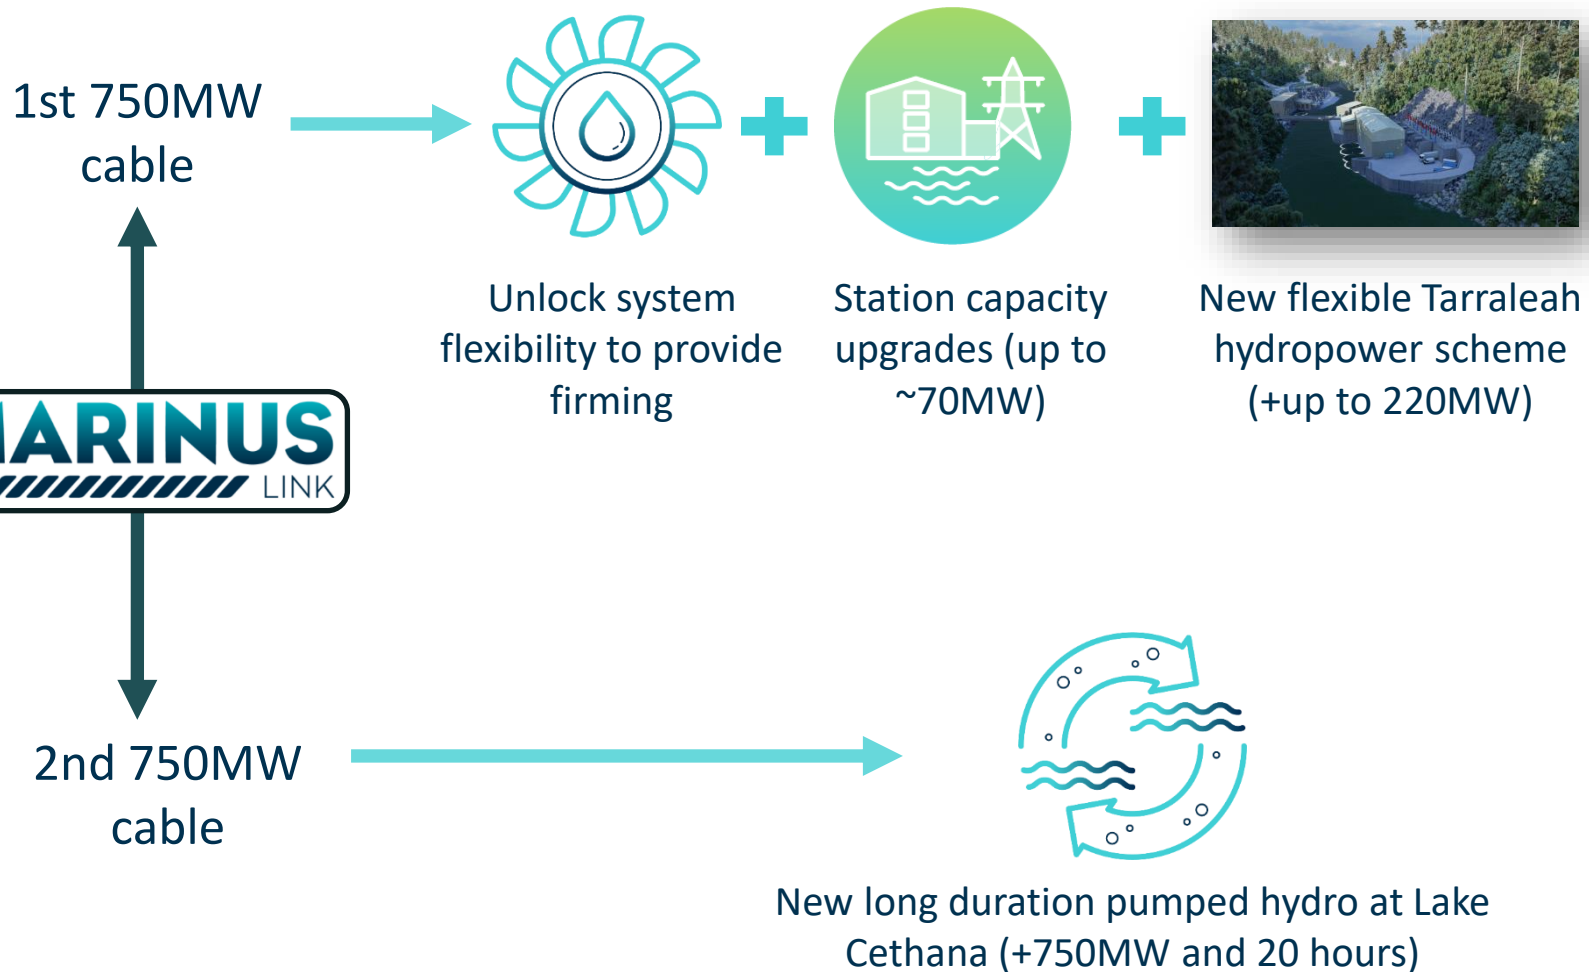 1st 750MW
cable
Unlock system
flexibility to provide
firming
Station capacity
upgrades (up to
~70MW)
New flexible Tarraleah
hydropower scheme
(+up to 220MW)
MARINUS
LINK
2nd 750MW
cable
New long duration pumped hydro at Lake
Cethana (+750MW and 20 hours)